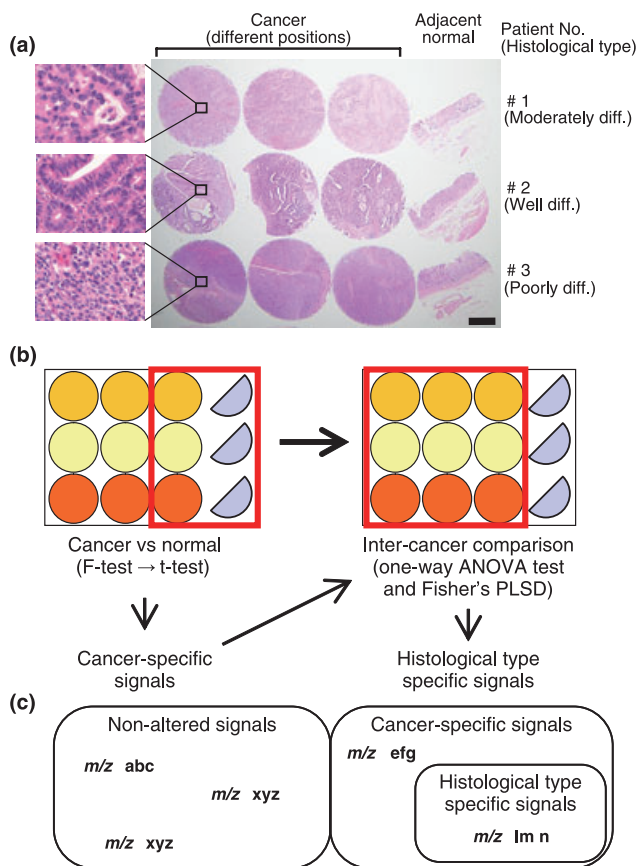 (a)
Cancer
(different positions)
Adjacent
normal
Patient No.
(Histological type)
# 1
(Moderately diff.)
# 2
(Well diff.)
# 3
(Poorly diff.)
(b)
Cancer vs normal
(F-test → t-test)
Inter-cancer comparison
(one-way ANOVA test
and Fisher's PLSD)
Cancer-specific
signals
Histological type
specific signals
(c)
Non-altered signals
m/z abc
m/z xyz
m/z xyz
Cancer-specific signals
m/z efg
Histological type
specific signals
m/z lm n